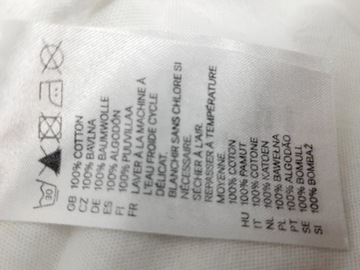 30
GB 100% COTTON
CZ 100% BAVLNA
DE 100% BAUMWOLLE
ES 100% ALGODÓN
FI 100% PUUVILLAA
FR LAVER À LA MACHINE À
L'EAU FROIDE CYCLE
DÉLICAT.
BLANCHIR SANS CHLORE SI
NÉCESSAIRE.
SÉCHER À L'AIR.
REPASSER À TEMPÉRATURE
MOYENNE.
100% COTON
HU 100% PAMUT
IT 100% COTONE
NL 100% KATOEN
PL 100% BAWEŁNA
PT 100% ALGODÃO
SE 100% BOMULL
SI 100% BOMBAŽ